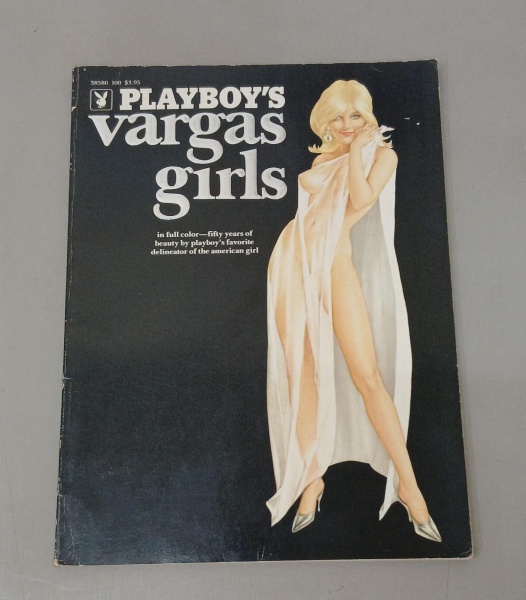 38580 100 $3.95
PLAYBOY'S
vargas
girls
in full color—fifty years of
beauty by playboy's favorite
delineator of the american girl